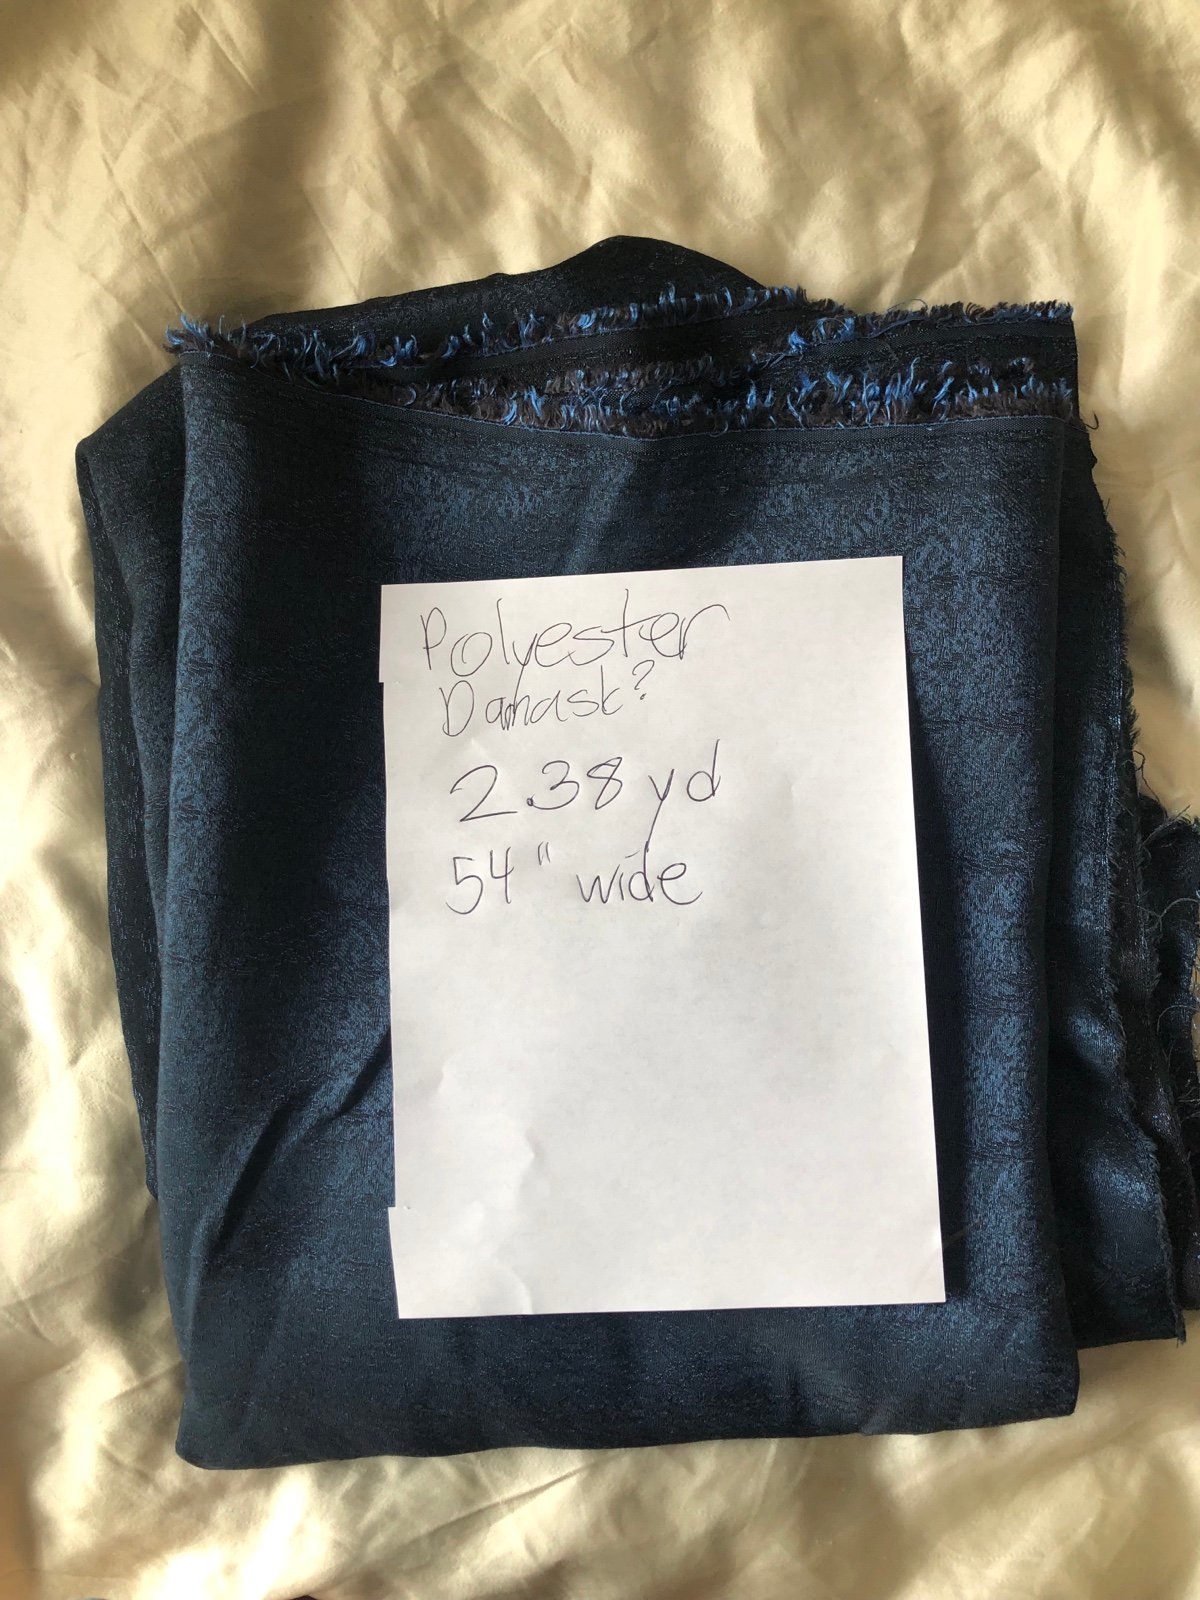 Polyester
Damask?
2.38 yd
54" wide